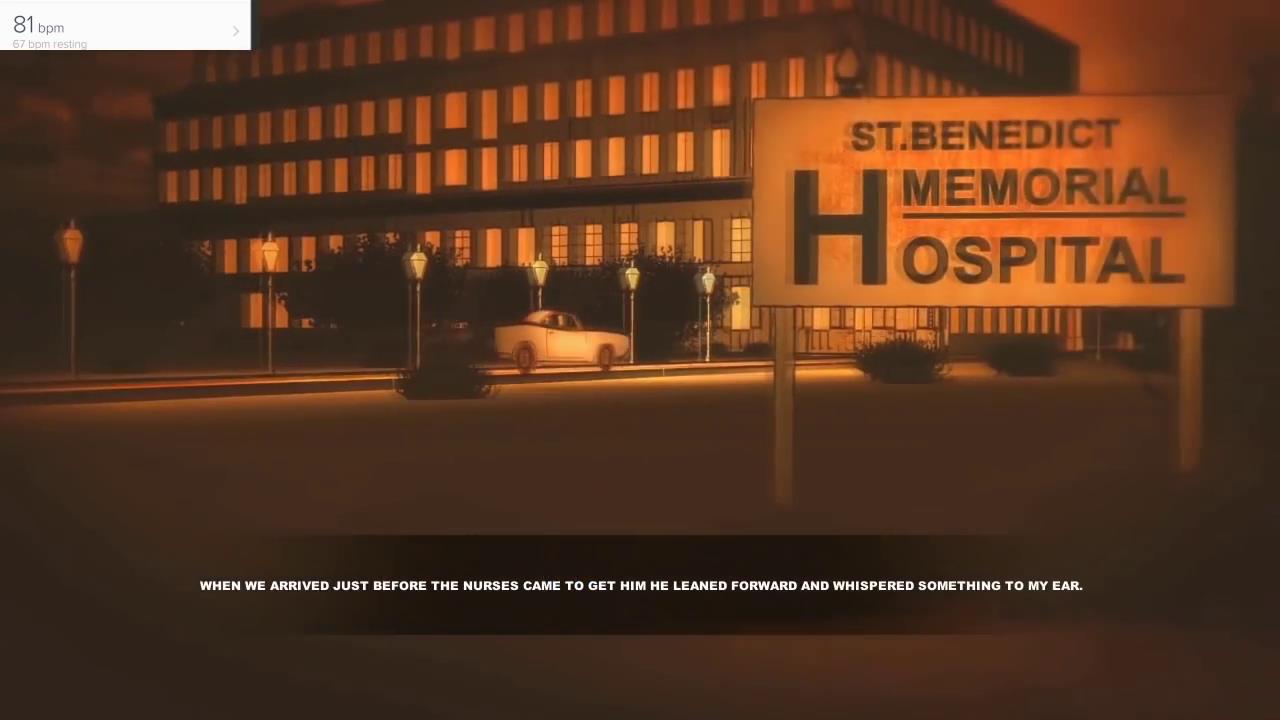 81 bpm
67 bpm resting
ST.BENEDICT
MEMORIAL
HOSPITAL
WHEN WE ARRIVED JUST BEFORE THE NURSES CAME TO GET HIM HE LEANED FORWARD AND WHISPERED SOMETHING TO MY EAR.